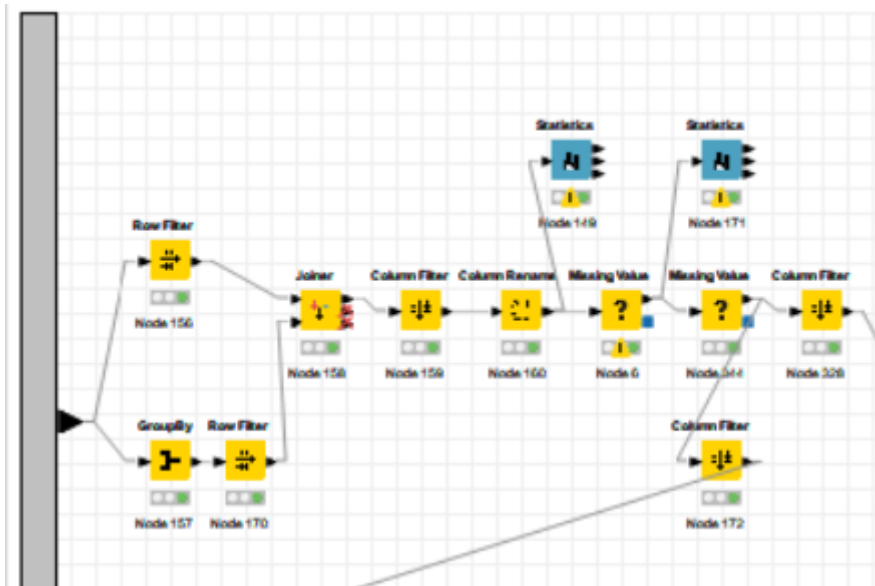 Statistics
Node 149
Statistics
Node 171
Row Filter
Node 156
Joiner
Node 158
Column Filter
Node 159
Column Rename
Node 160
Missing Value
Node 6
Missing Value
Column Filter
Node 328
GroupBy
Node 157
Row Filter
Node 170
Column Filter
Node 172